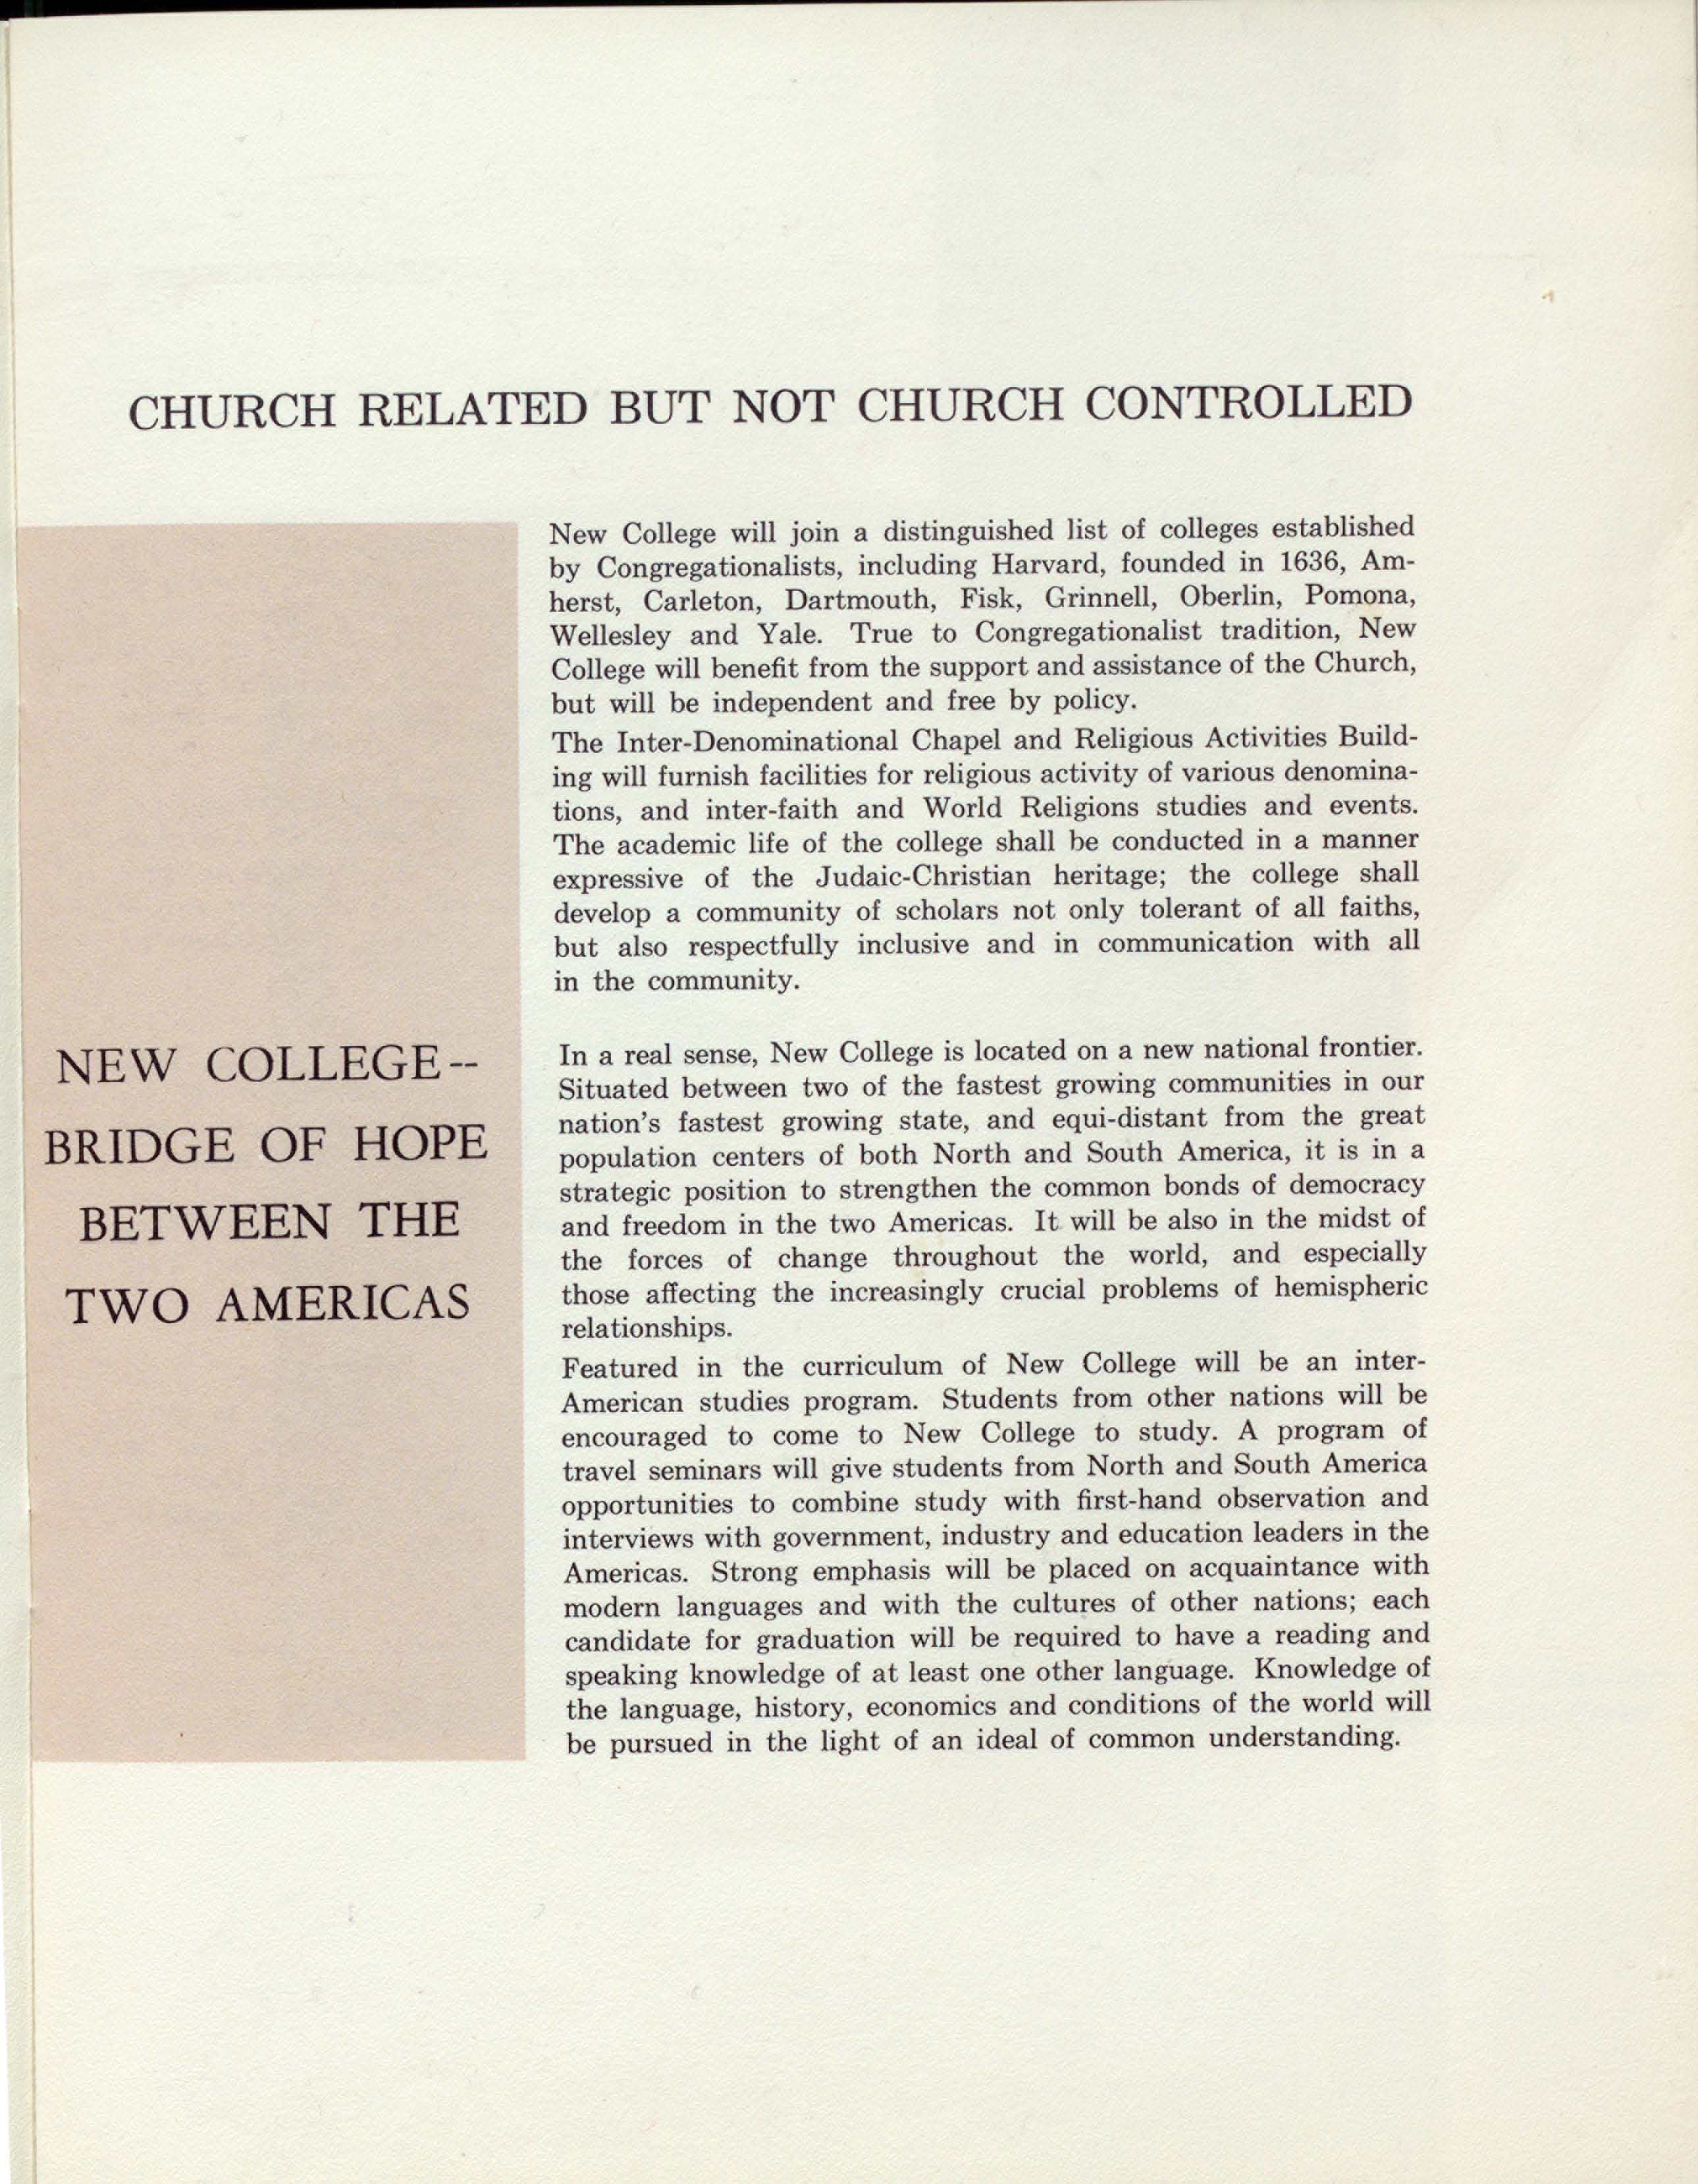 CHURCH RELATED BUT NOT CHURCH CONTROLLED
New College will join a distinguished list of colleges established
by Congregationalists, including Harvard, founded in 1636, Am-
herst, Carleton, Dartmouth, Fisk, Grinnell, Oberlin, Pomona,
Wellesley and Yale. True to Congregationalist tradition, New
College will benefit from the support and assistance of the Church,
but will be independent and free by policy.
The Inter-Denominational Chapel and Religious Activities Build-
ing will furnish facilities for religious activity of various denomina-
tions, and inter-faith and World Religions studies and events.
The academic life of the college shall be conducted in a manner
expressive of the Judaic-Christian heritage; the college shall
develop a community of scholars not only tolerant of all faiths,
but also respectfully inclusive and in communication with all
in the community.
NEW COLLEGE--
BRIDGE OF HOPE
BETWEEN THE
TWO AMERICAS
In a real sense, New College is located on a new national frontier.
Situated between two of the fastest growing communities in our
nation's fastest growing state, and equi-distant from the great
population centers of both North and South America, it is in a
strategic position to strengthen the common bonds of democracy
and freedom in the two Americas. It will be also in the midst of
the forces of change throughout the world, and especially
those affecting the increasingly crucial problems of hemispheric
relationships.
Featured in the curriculum of New College will be an inter-
American studies program. Students from other nations will be
encouraged to come to New College to study. A program of
travel seminars will give students from North and South America
opportunities to combine study with first-hand observation and
interviews with government, industry and education leaders in the
Americas. Strong emphasis will be placed on acquaintance with
modern languages and with the cultures of other nations; each
candidate for graduation will be required to have a reading and
speaking knowledge of at least one other language. Knowledge of
the language, history, economics and conditions of the world will
be pursued in the light of an ideal of common understanding.